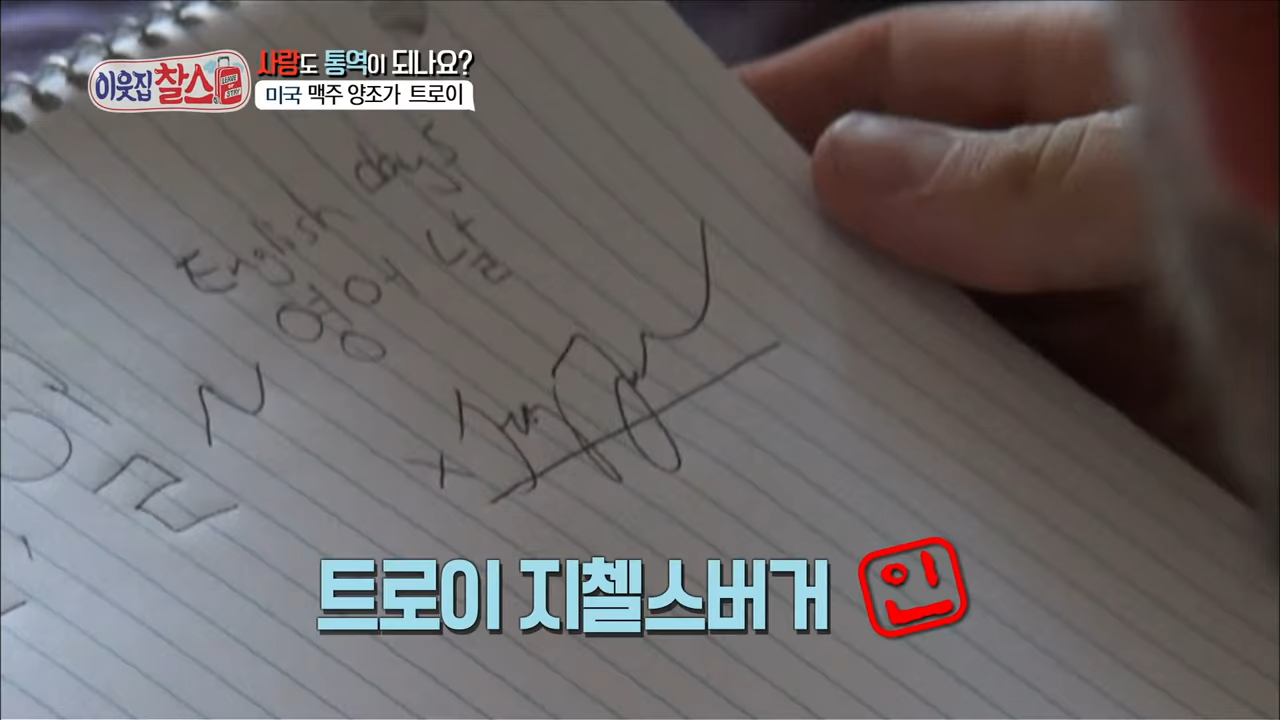 사랑도 통역이 되나요?
이웃집 찰스
LEAVE or STAY
미국 맥주 양조가 트로이
English days
영어 날
트로이 지첼스버거
인